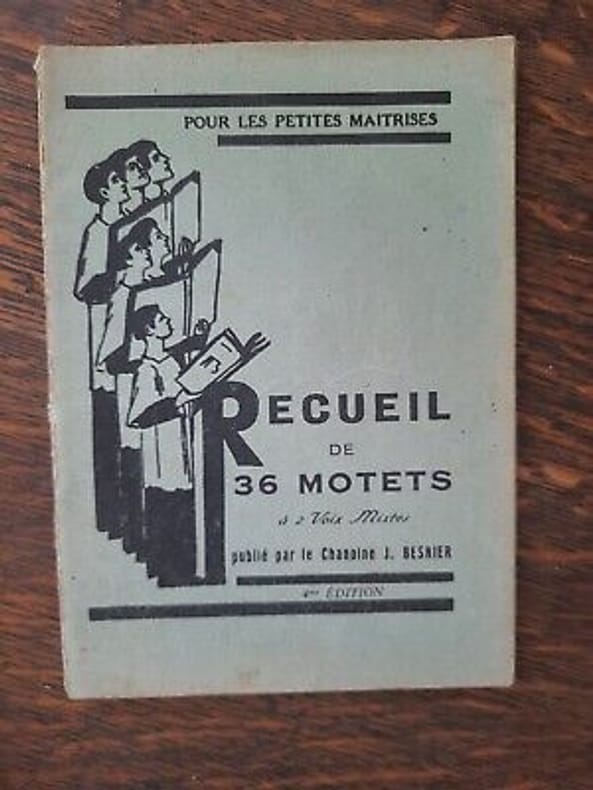 POUR LES PETITES MAITRISES
RECUEIL
DE
36 MOTETS
à 2 Voix Mixtes
publié par le Chanoine J. BESNIER
4me ÉDITION